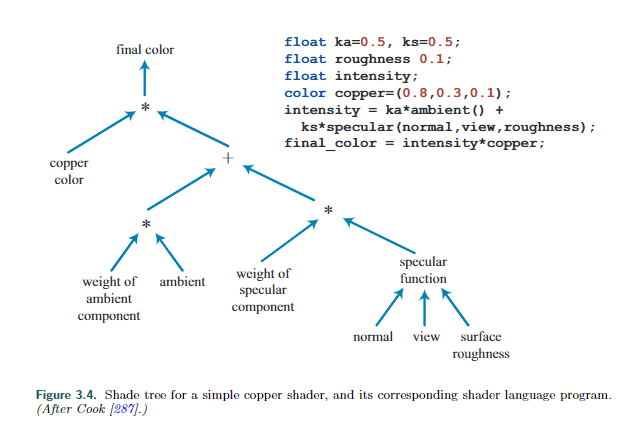 final color
*
copper
color
+
*
*
weight of
ambient
component
ambient
weight of
specular
component
specular
function
normal
view
surface
roughness
float ka=0.5, ks=0.5;
float roughness 0.1;
float intensity;
color copper=(0.8,0.3,0.1);
intensity = ka*ambient() +
ks*specular(normal,view,roughness);
final_color = intensity*copper;
Figure 3.4. Shade tree for a simple copper shader, and its corresponding shader language program.
(After Cook [287].)